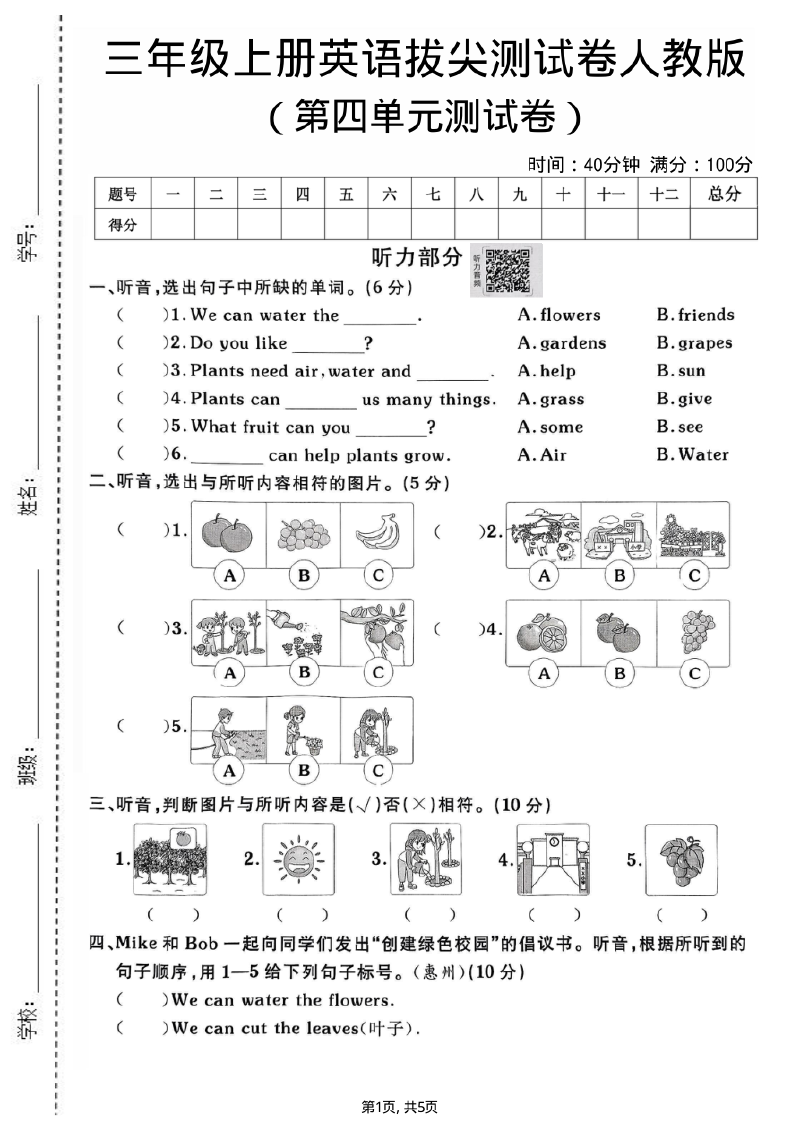 三年级上册英语拔尖测试卷人教版
（第四单元测试卷）
时间：40分钟 满分：100分
题号 一 二 三 四 五 六 七 八 九 十 十一 十二 总分
得分
听力部分 听力音频
一、听音,选出句子中所缺的单词。(6分)
( )1. We can water the ________. A. flowers B. friends
( )2. Do you like ________? A. gardens B. grapes
( )3. Plants need air, water and ________. A. help B. sun
( )4. Plants can ________ us many things. A. grass B. give
( )5. What fruit can you ________? A. some B. see
( )6. ________ can help plants grow. A. Air B. Water
二、听音,选出与所听内容相符的图片。(5分)
( )1. A B C ( )2. 小学 A B C
( )3. A B C ( )4. A B C
( )5. A B C
三、听音,判断图片与所听内容是(√)否(×)相符。(10分)
1. 2. 3. 4. 5.
( ) ( ) ( ) ( ) ( )
四、Mike 和 Bob 一起向同学们发出“创建绿色校园”的倡议书。听音,根据所听到的
句子顺序,用 1—5 给下列句子标号。(惠州)(10分)
( )We can water the flowers.
( )We can cut the leaves(叶子).
学号：
姓名：
班级：
学校：
第1页, 共5页